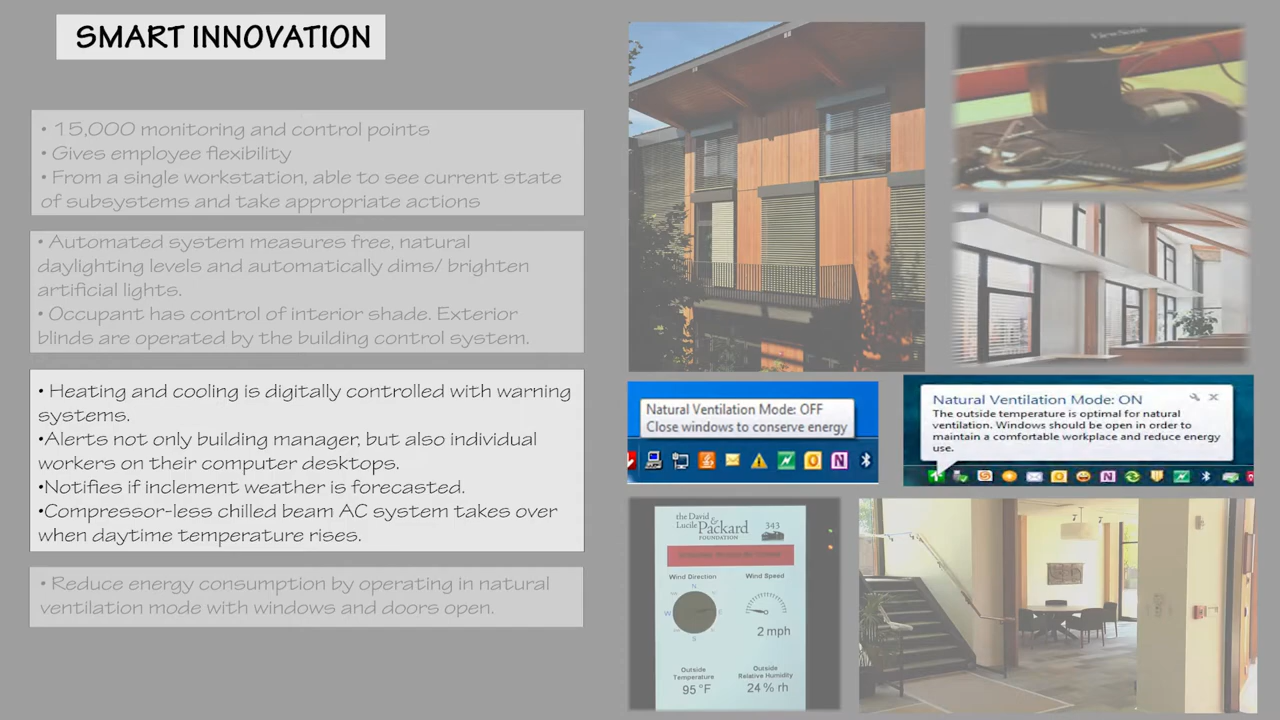 SMART INNOVATION
• 15,000 monitoring and control points
• Gives employee flexibility
• From a single workstation, able to see current state
of subsystems and take appropriate actions
• Automated system measures free, natural
daylighting level and automatically dims/ brighten
artificial lights.
• Occupant has control of interior shade. Exterior
blinds are operated by the building control system.
• Heating and cooling is digitally controlled with warning
systems.
•Alerts not only building manager, but also individual
workers on their computer desktops.
•Notifies if inclement weather is forecasted.
•Compressor-less chilled beam AC system takes over
when daytime temperature rises.
• Reduce energy consumption by operating in natural
ventilation mode with windows and doors open.
ViewSonic
Natural Ventilation Mode: OFF
Close windows to conserve energy
Natural Ventilation Mode: ON
The outside temperature is optimal for natural
ventilation. Windows should be open in order to
maintain a comfortable workplace and reduce energy
use.
the David &
Lucile Packard
FOUNDATION
343
Wind Direction
Wind Speed
N
W
E
S
2 mph
Outside
Temperature
95 °F
Outside
Relative Humidity
24 % rh